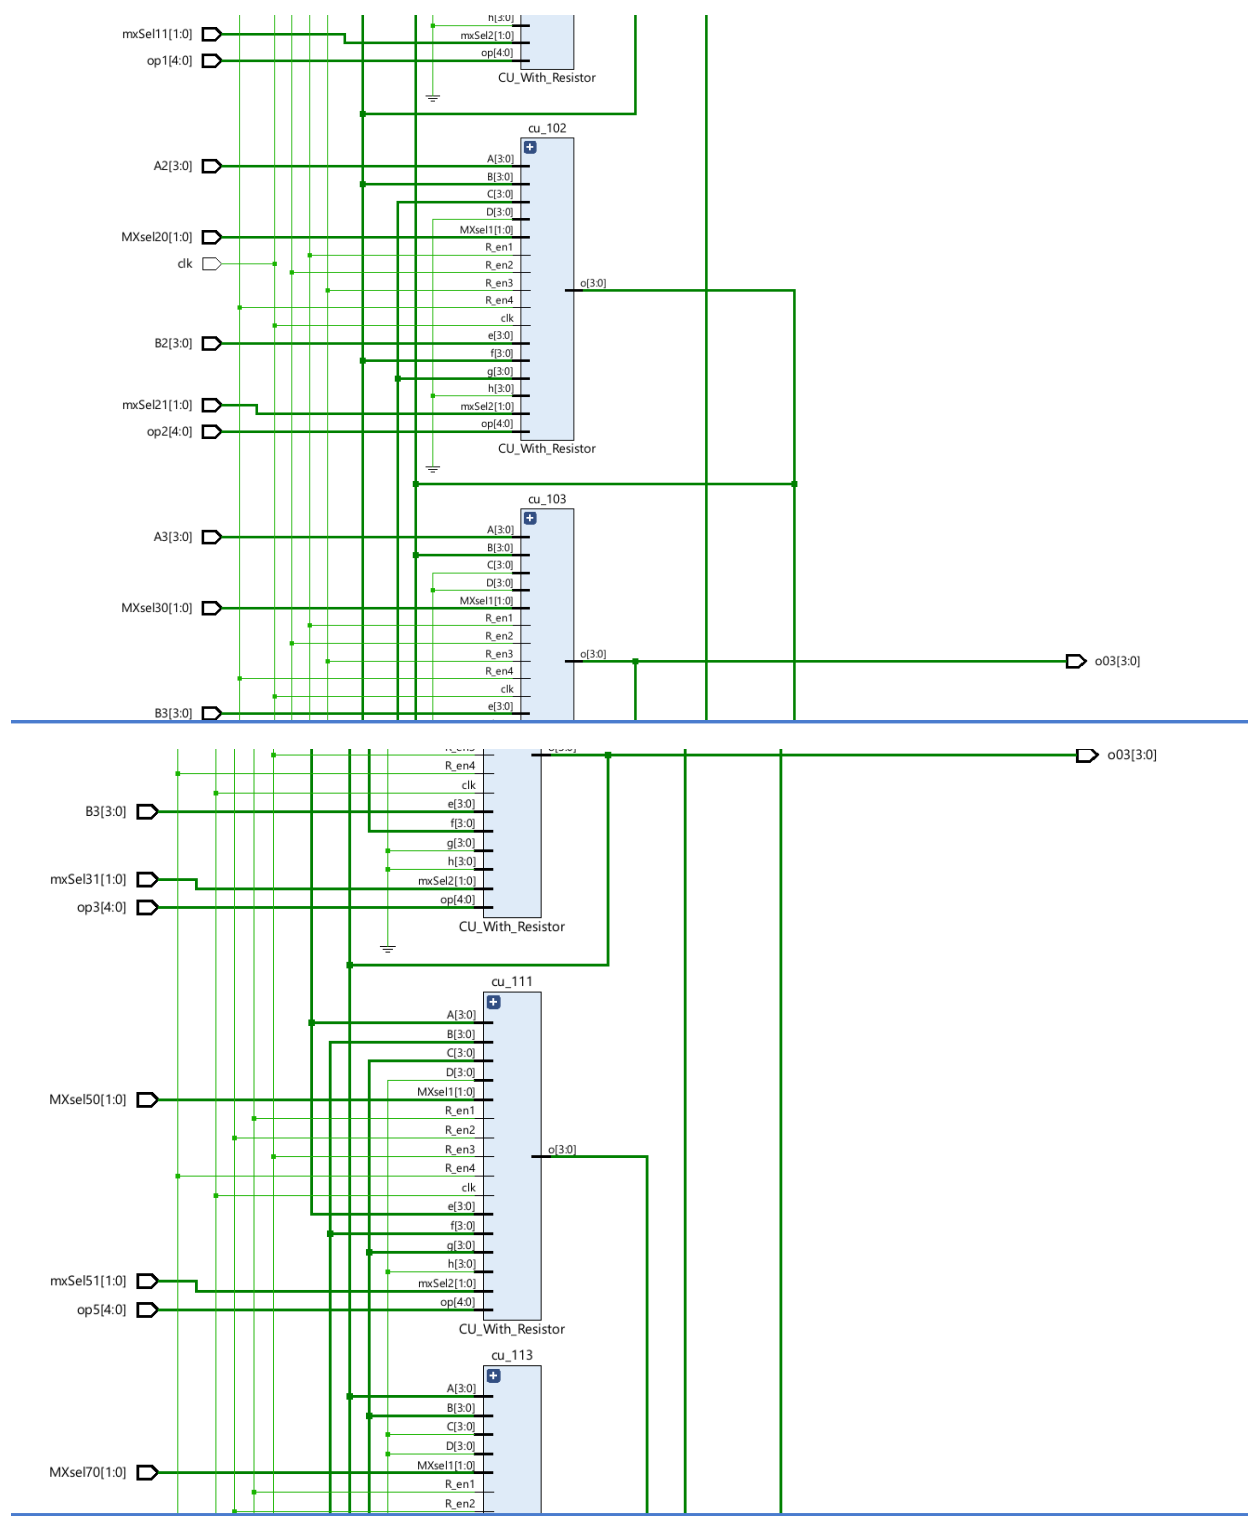 h[3:0]
mxSel11[1:0]
mxSel2[1:0]
op1[4:0]
op[4:0]
CU_With_Resistor
cu_102
A2[3:0]
A[3:0]
B[3:0]
C[3:0]
D[3:0]
MXsel20[1:0]
MXsel1[1:0]
R_en1
clk
R_en2
R_en3
o[3:0]
R_en4
clk
B2[3:0]
e[3:0]
f[3:0]
g[3:0]
h[3:0]
mxSel21[1:0]
mxSel2[1:0]
op2[4:0]
op[4:0]
CU_With_Resistor
cu_103
A3[3:0]
A[3:0]
B[3:0]
C[3:0]
D[3:0]
MXsel30[1:0]
MXsel1[1:0]
R_en1
R_en2
R_en3
o[3:0]
o03[3:0]
R_en4
clk
B3[3:0]
e[3:0]
R_en3
o[3:0]
o03[3:0]
R_en4
clk
B3[3:0]
e[3:0]
f[3:0]
g[3:0]
h[3:0]
mxSel31[1:0]
mxSel2[1:0]
op3[4:0]
op[4:0]
CU_With_Resistor
cu_111
A[3:0]
B[3:0]
C[3:0]
D[3:0]
MXsel50[1:0]
MXsel1[1:0]
R_en1
R_en2
R_en3
o[3:0]
R_en4
clk
e[3:0]
f[3:0]
g[3:0]
h[3:0]
mxSel51[1:0]
mxSel2[1:0]
op5[4:0]
op[4:0]
CU_With_Resistor
cu_113
A[3:0]
B[3:0]
C[3:0]
D[3:0]
MXsel70[1:0]
MXsel1[1:0]
R_en1
R_en2